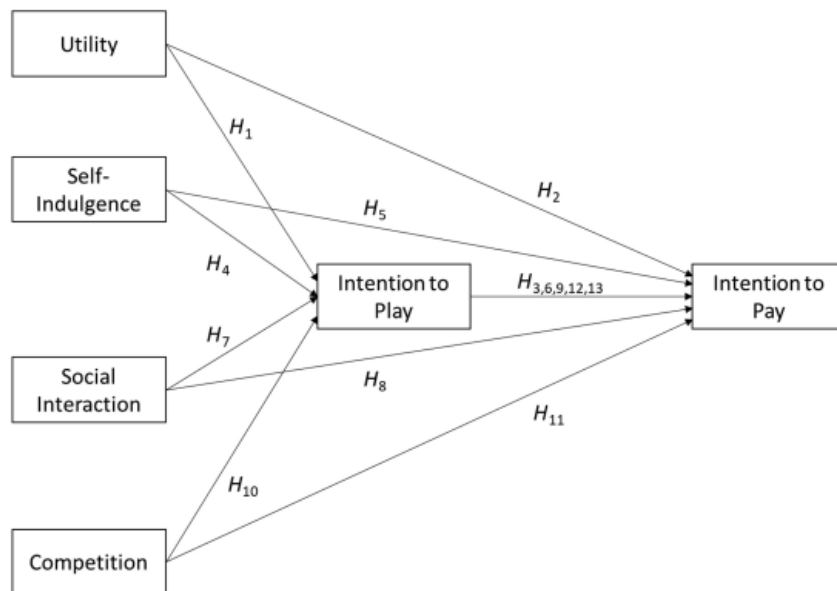 Utility
H1
Self-
Indulgence
H2
H5
H4
Intention to
Play
H3,6,9,12,13
Intention to
Pay
H7
Social
Interaction
H8
H11
H10
Competition